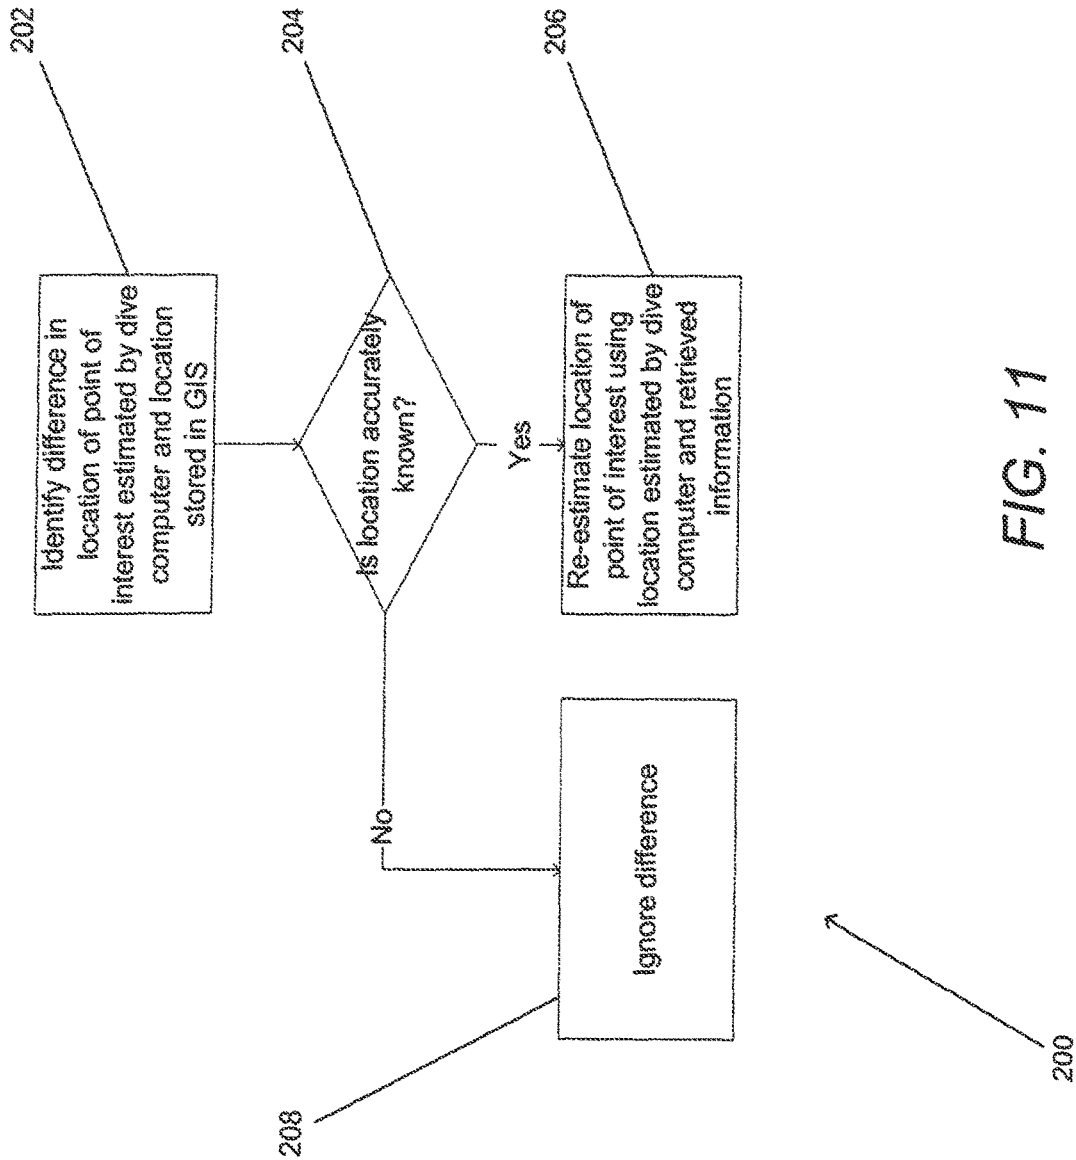 202
Identify difference in
location of point of
interest estimated by dive
computer and location
stored in GIS
204
Is location accurately
known?
Yes
No
206
Re-estimate location of
point of interest using
location estimated by dive
computer and retrieved
information
208
Ignore difference
200
FIG. 11